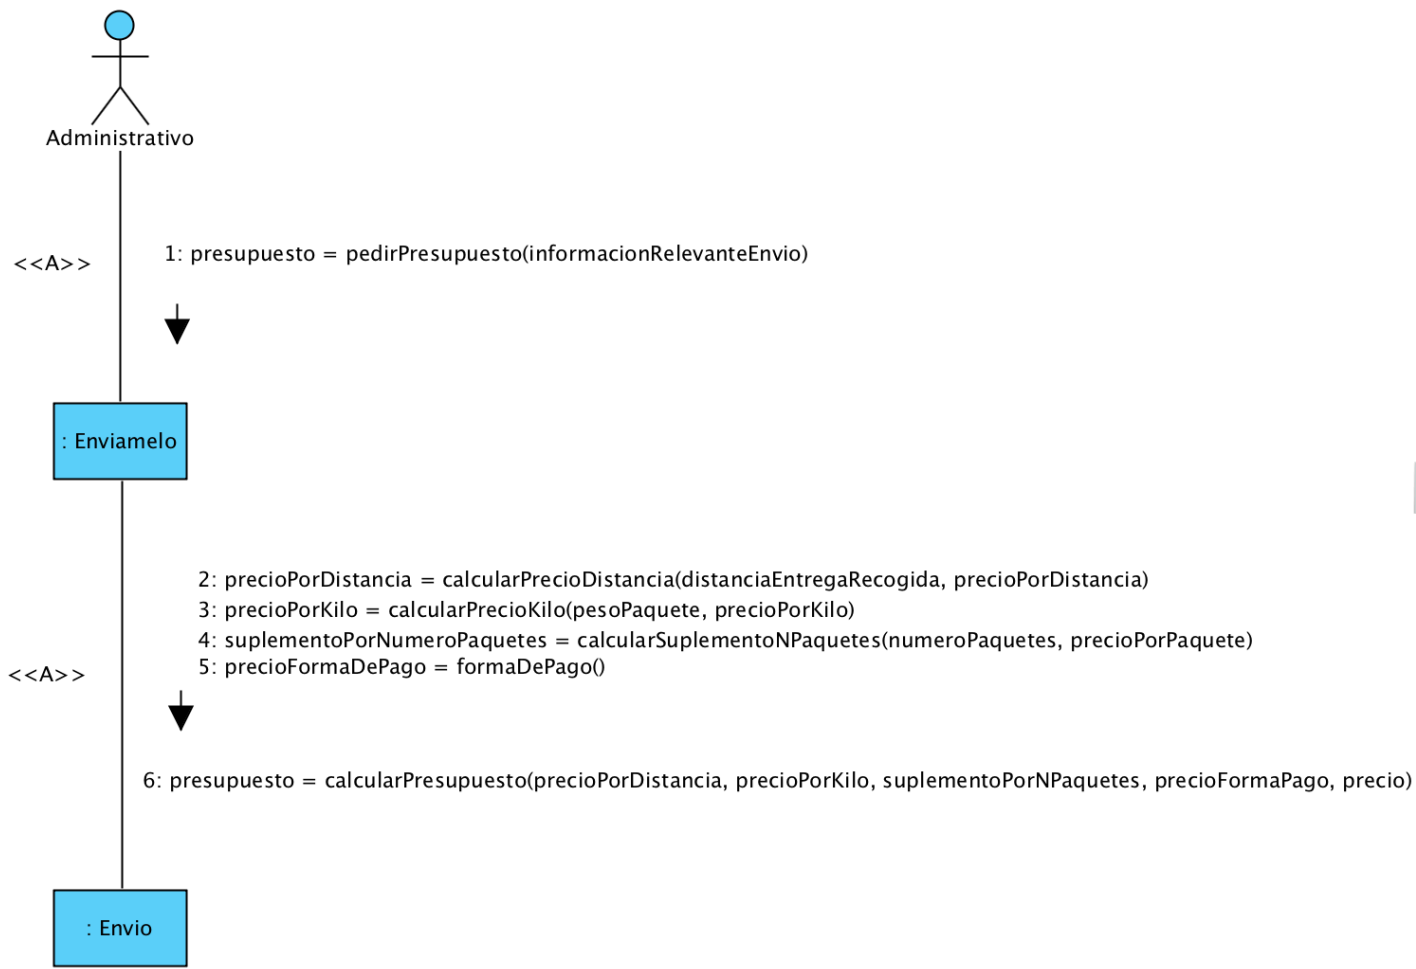 Administrativo
<<A>>
1: presupuesto = pedirPresupuesto(informacionRelevanteEnvio)
: Enviamelo
2: precioPorDistancia = calcularPrecioDistancia(distanciaEntregaRecogida, precioPorDistancia)
3: precioPorKilo = calcularPrecioKilo(pesoPaquete, precioPorKilo)
4: suplementoPorNumeroPaquetes = calcularSuplementoNPaquetes(numeroPaquetes, precioPorPaquete)
5: precioFormaDePago = formaDePago()
<<A>>
6: presupuesto = calcularPresupuesto(precioPorDistancia, precioPorKilo, suplementoPorNPaquetes, precioFormaPago, precio)
: Envio